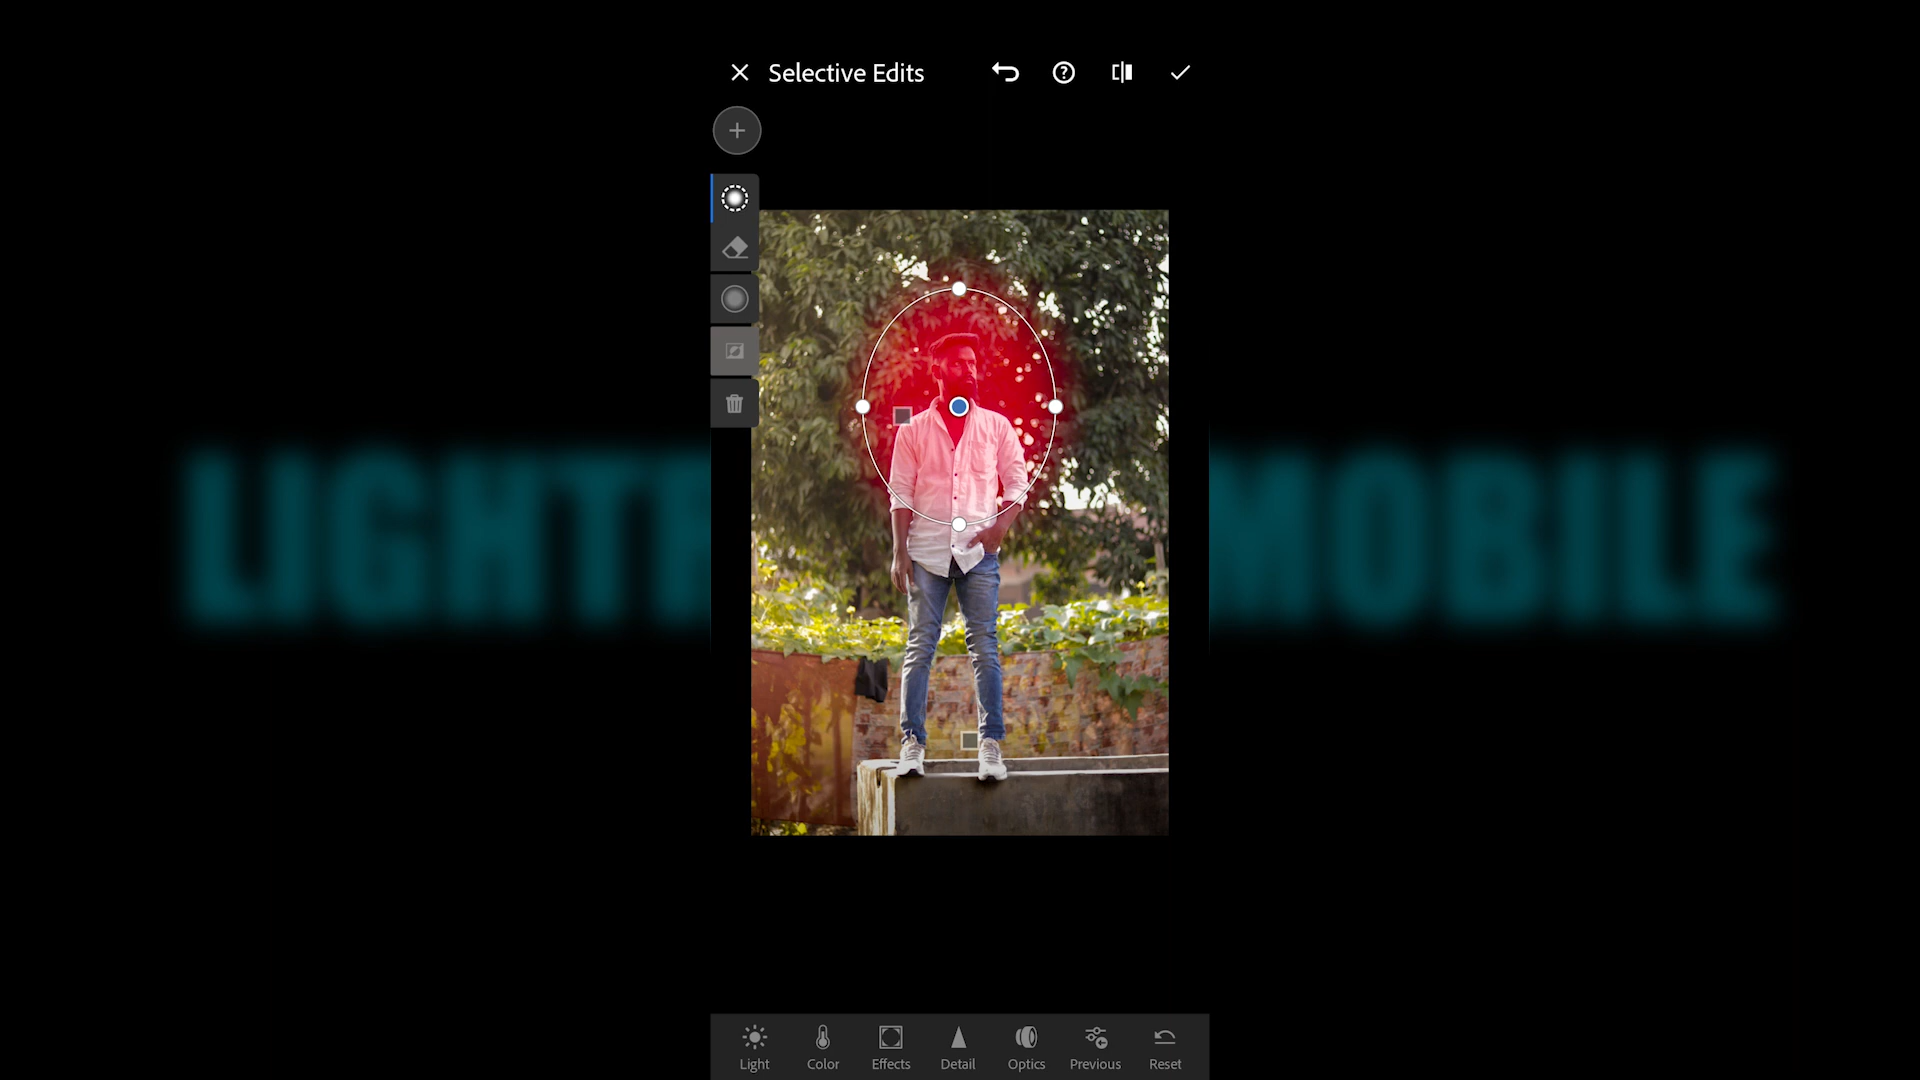 Selective Edits
LIGHT
MOBILE
Light
Color
Effects
Detail
Optics
Previous
Reset